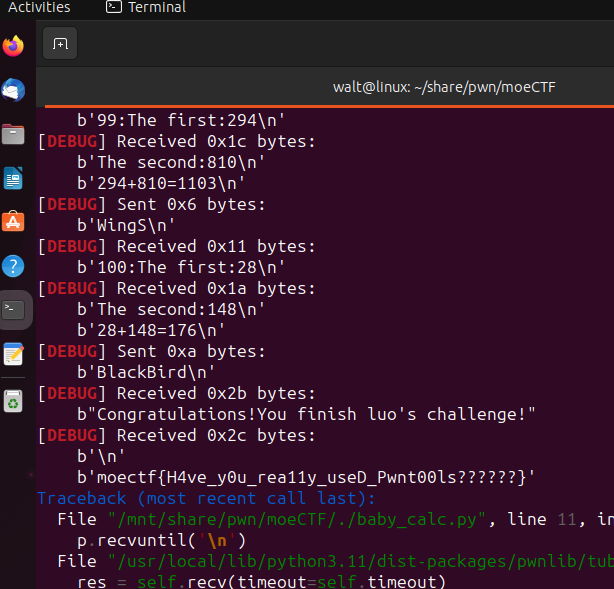 Activities Terminal
walt@linux: ~/share/pwn/moeCTF
b'99:The first:294\n'
[DEBUG] Received 0x1c bytes:
b'The second:810\n'
b'294+810=1103\n'
[DEBUG] Sent 0x6 bytes:
b'WingS\n'
[DEBUG] Received 0x11 bytes:
b'100:The first:28\n'
[DEBUG] Received 0x1a bytes:
b'The second:148\n'
b'28+148=176\n'
[DEBUG] Sent 0xa bytes:
b'BlackBird\n'
[DEBUG] Received 0x2b bytes:
b"Congratulations!You finish luo's challenge!"
[DEBUG] Received 0x2c bytes:
b'\n'
b'moectf{H4ve_y0u_rea11y_useD_Pwnt00ls??????}'
Traceback (most recent call last):
File "/mnt/share/pwn/moeCTF/./baby_calc.py", line 11, in
p.recvuntil('\n')
File "/usr/local/lib/python3.11/dist-packages/pwnlib/tub
res = self.recv(timeout=self.timeout)